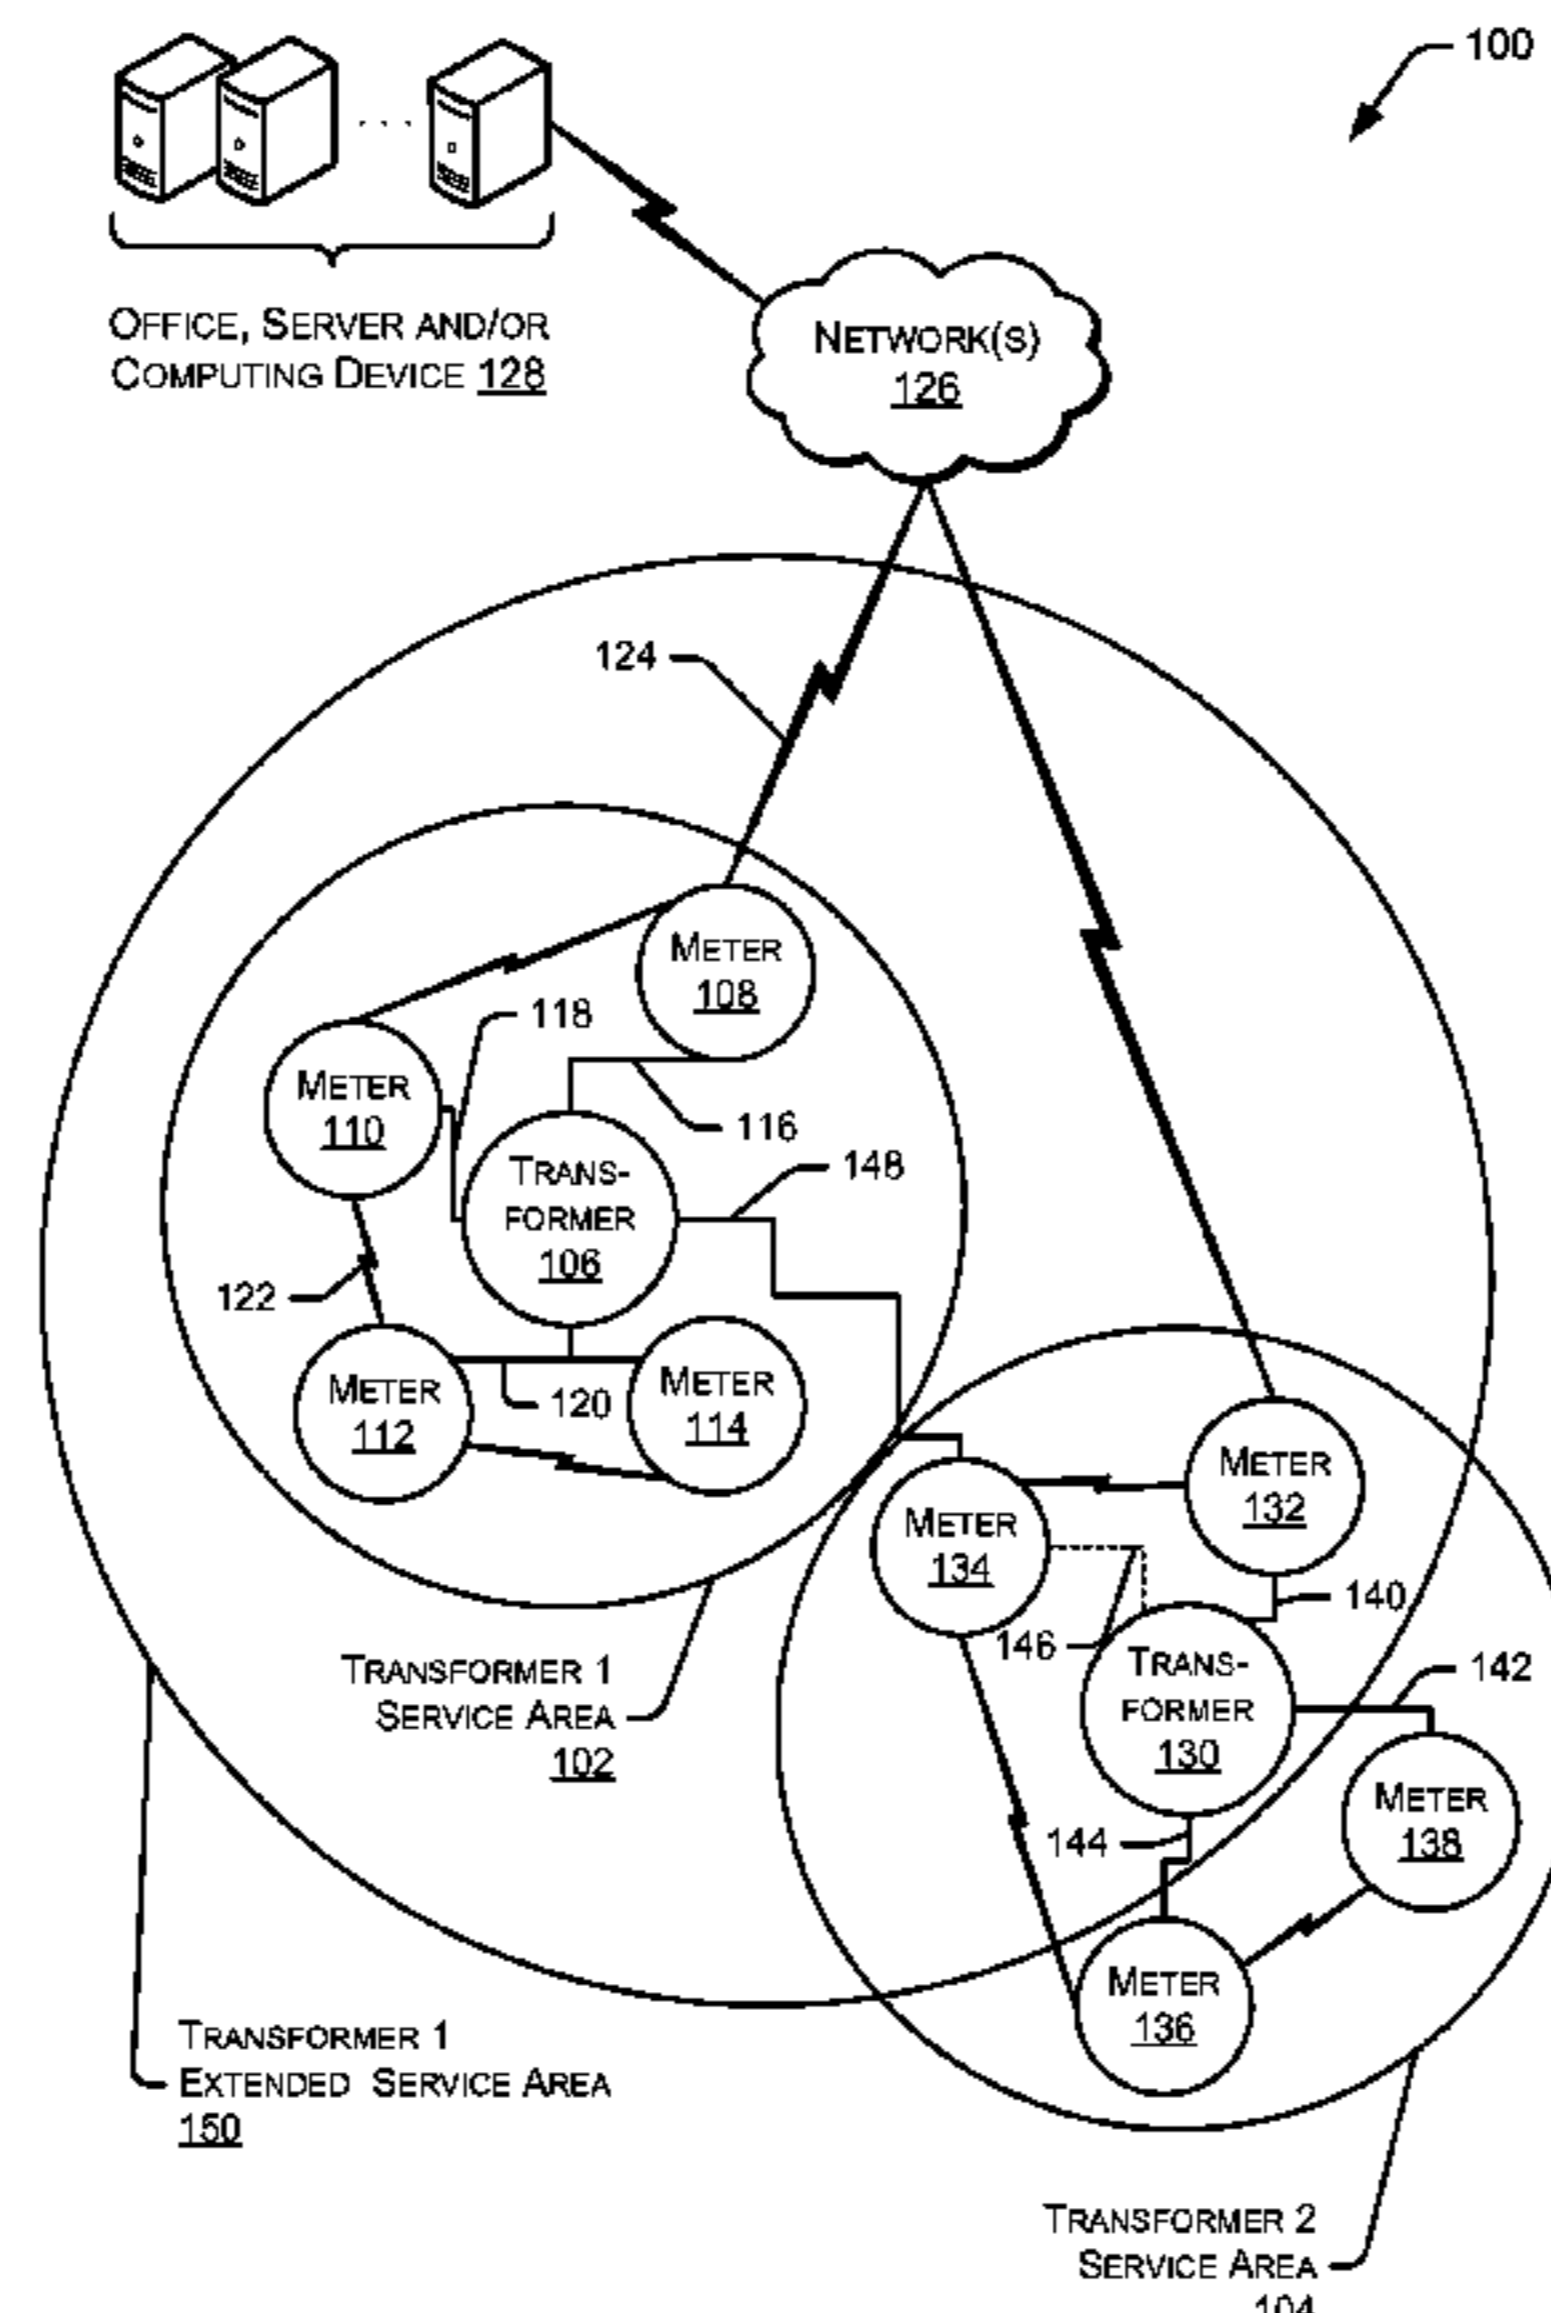 100
OFFICE, SERVER AND/OR
COMPUTING DEVICE 128
NETWORK(S)
126
124
METER
108
118
METER
110
116
TRANS-
FORMER
106
148
122
METER
112
120
METER
114
METER
132
METER
134
140
146
TRANS-
FORMER
130
142
TRANSFORMER 1
SERVICE AREA
102
METER
138
144
METER
136
TRANSFORMER 1
EXTENDED SERVICE AREA
150
TRANSFORMER 2
SERVICE AREA
104